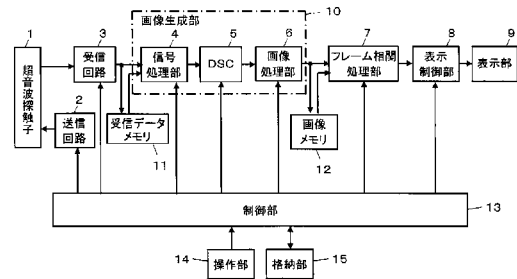 画像生成部
10
1
3
4
5
6
7
8
9
超音波探触子
受信
回路
信号
処理部
DSC
画像
処理部
フレーム相関
処理部
表示
制御部
表示部
2
送信
回路
受信データ
メモリ
11
画像
メモリ
12
制御部
13
14
操作部
15
格納部